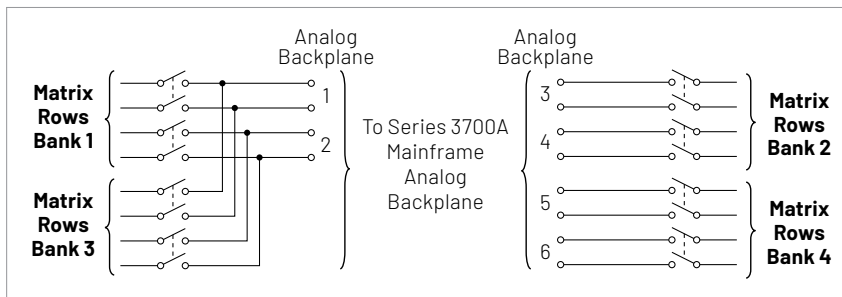 Analog
Backplane
Matrix
Rows
Bank 1
1
2
Matrix
Rows
Bank 3
To Series 3700A
Mainframe
Analog
Backplane
Analog
Backplane
3
4
5
6
Matrix
Rows
Bank 2
Matrix
Rows
Bank 4